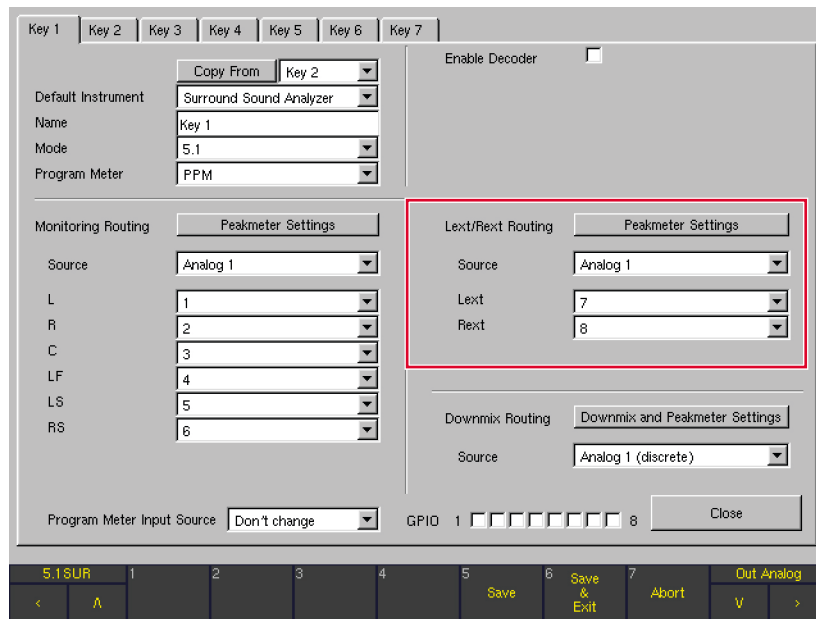 Key 1 Key 2 Key 3 Key 4 Key 5 Key 6 Key 7
Copy From Key 2
Default Instrument Surround Sound Analyzer
Name Key 1
Mode 5.1
Program Meter PPM
Enable Decoder
Monitoring Routing Peakmeter Settings
Source Analog 1
L 1
R 2
C 3
LF 4
LS 5
RS 6
Lext/Rext Routing Peakmeter Settings
Source Analog 1
Lext 7
Rext 8
Downmix Routing Downmix and Peakmeter Settings
Source Analog 1 (discrete)
Program Meter Input Source Don't change
GPIO 1 8
Close
5.1SUR 1 2 3 4 5 Save 6 Save & Exit 7 Abort Out Analog
< Λ V >